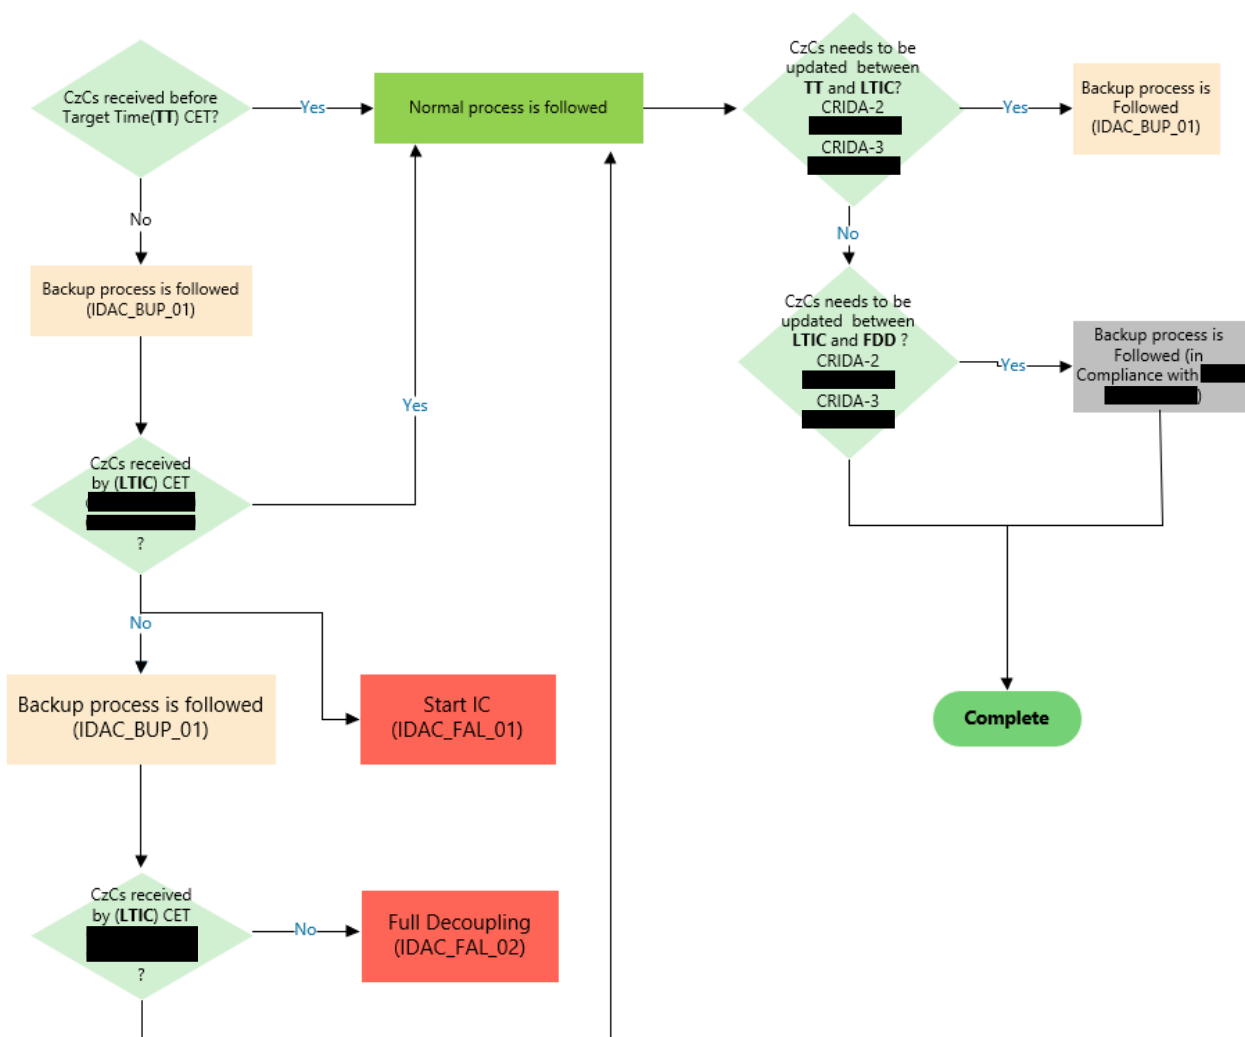 CzCs received before
Target Time(TT) CET?
Yes
Normal process is followed
CzCs needs to be
updated  between
TT and LTIC?
CRIDA-2
CRIDA-3
Yes
Backup process is
Followed
(IDAC_BUP_01)
No
Backup process is followed
(IDAC_BUP_01)
No
CzCs needs to be
updated  between
LTIC and FDD ?
CRIDA-2
CRIDA-3
Yes
Backup process is
Followed (in
Compliance with
)
Yes
CzCs received
by (LTIC) CET
?
No
Backup process is followed
(IDAC_BUP_01)
Start IC
(IDAC_FAL_01)
Complete
CzCs received
by (LTIC) CET
?
No
Full Decoupling
(IDAC_FAL_02)